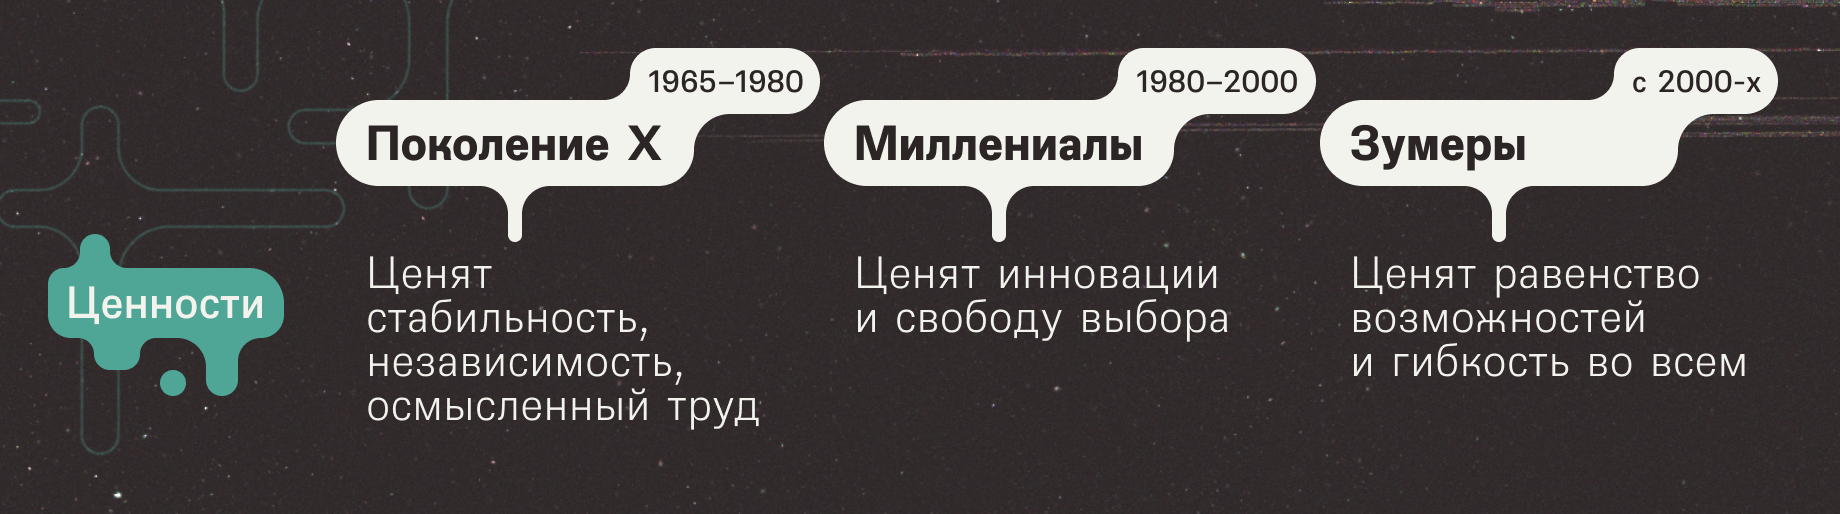 1965–1980
Поколение X
1980–2000
Миллениалы
с 2000-х
Зумеры
Ценности
Ценят
стабильность,
независимость,
осмысленный труд
Ценят инновации
и свободу выбора
Ценят равенство
возможностей
и гибкость во всем